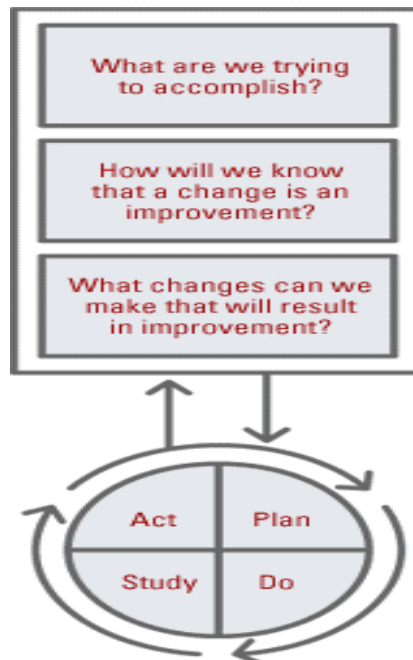 What are we trying
to accomplish?
How will we know
that a change is an
improvement?
What changes can we
make that will result
in improvement?
Act
Plan
Study
Do